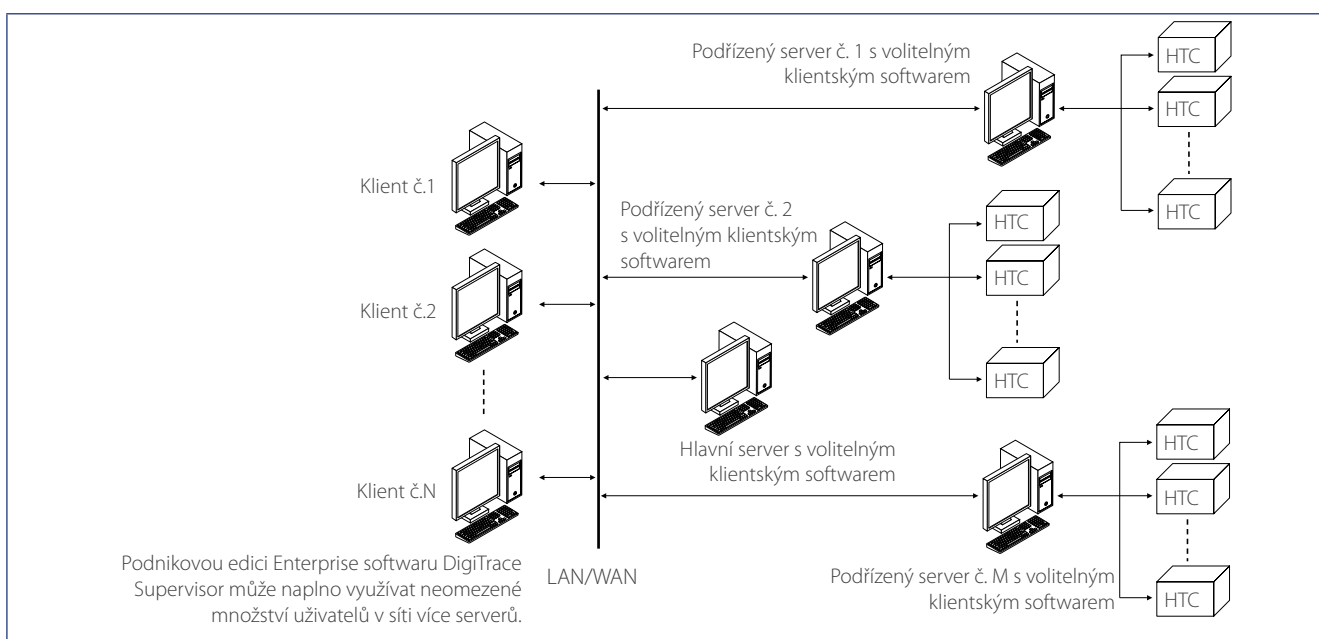 Podřízený server č. 1 s volitelným
klientským softwarem
HTC
HTC
HTC
Klient č.1
Podřízený server č. 2
s volitelným klientským
softwarem
HTC
HTC
HTC
Klient č.2
Hlavní server s volitelným
klientským softwarem
Klient č.N
HTC
HTC
HTC
Podnikovou edici Enterprise softwaru DigiTrace
Supervisor může naplno využívat neomezené
množství uživatelů v síti více serverů.
LAN/WAN
Podřízený server č. M s volitelným
klientským softwarem